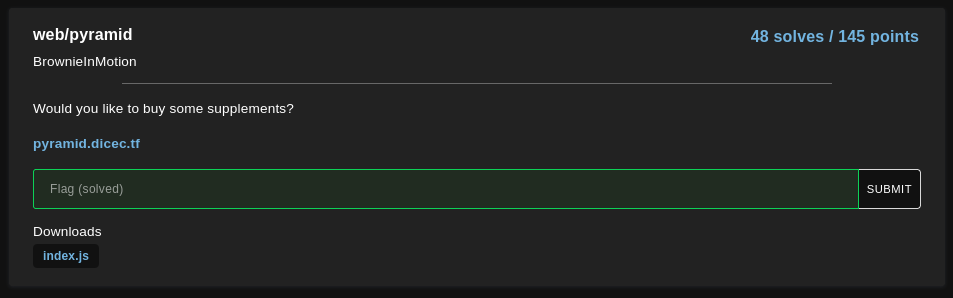 web/pyramid
48 solves / 145 points
BrownieInMotion
Would you like to buy some supplements?
pyramid.dicec.tf
Flag (solved)
SUBMIT
Downloads
index.js